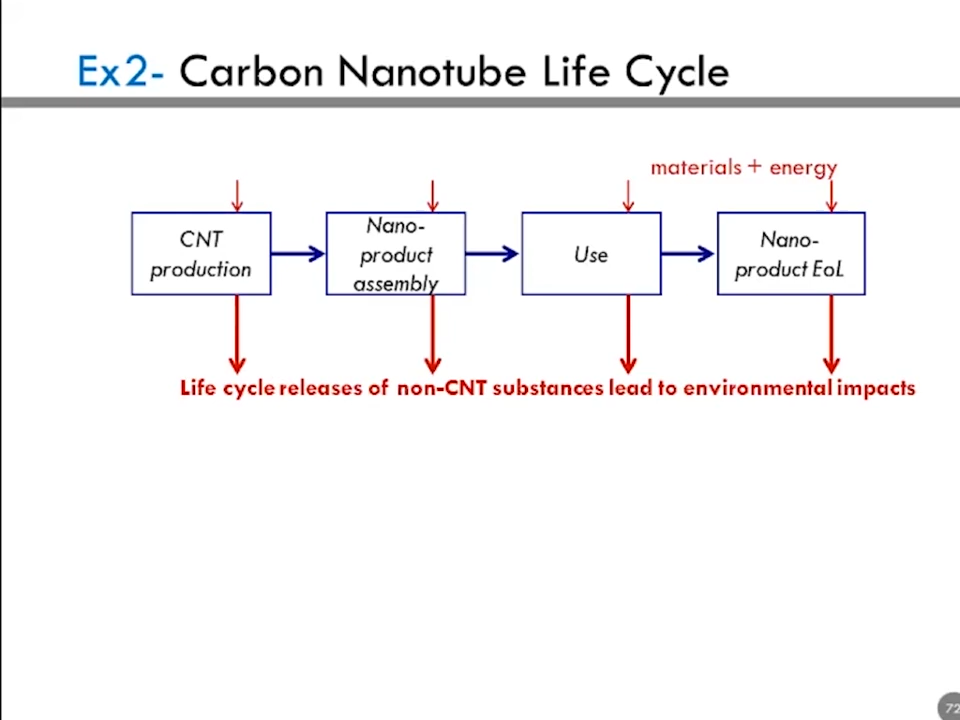 Ex2- Carbon Nanotube Life Cycle
materials + energy
CNT
production
Nano-
product
assembly
Use
Nano-
product EoL
Life cycle releases of non-CNT substances lead to environmental impacts
72